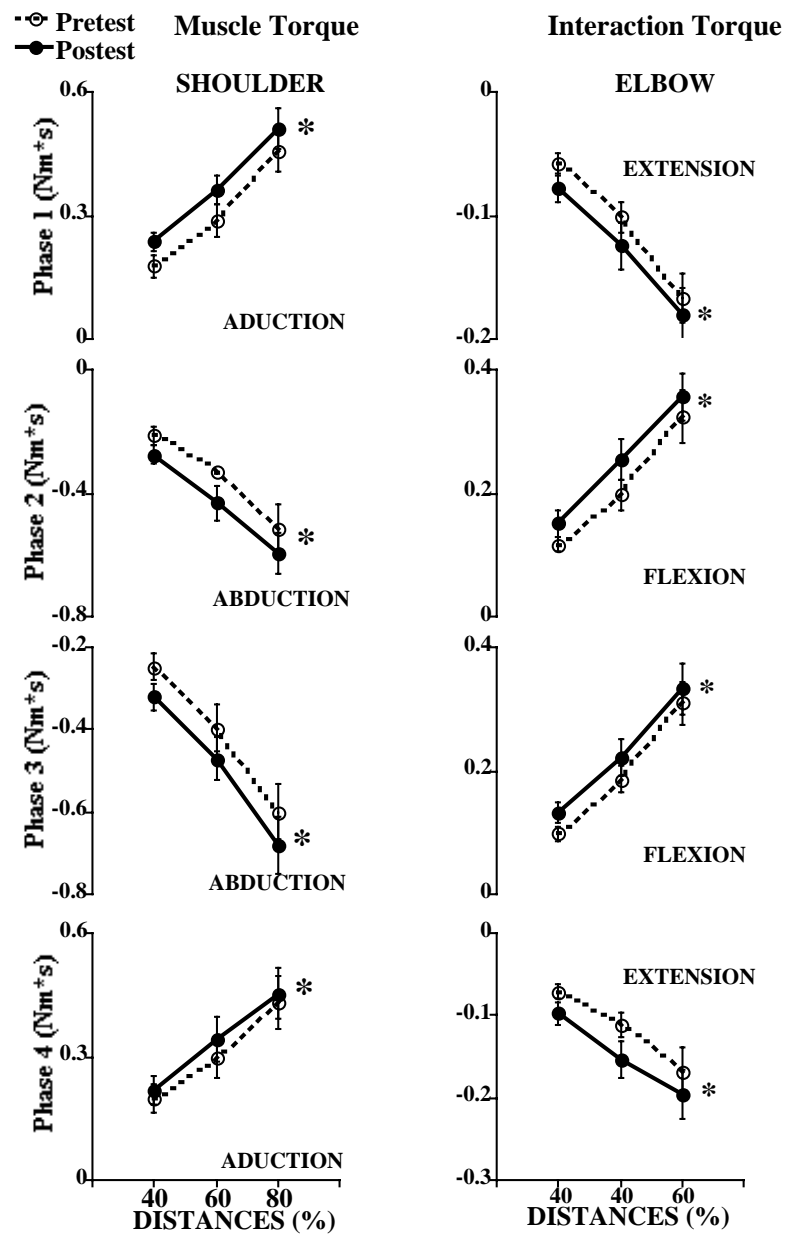 Pretest
Postest
Muscle Torque
Interaction Torque
SHOULDER
ELBOW
Phase 1 (Nm*s)
0.6
0.3
0
*
ADUCTION
0
-0.1
-0.2
EXTENSION
*
Phase 2 (Nm*s)
0
-0.4
-0.8
*
ABDUCTION
0.4
0.2
0
*
FLEXION
Phase 3 (Nm*s)
-0.2
-0.4
-0.6
-0.8
*
ABDUCTION
0.4
0.2
0
*
FLEXION
Phase 4 (Nm*s)
0.6
0.3
0
*
ADUCTION
0
-0.1
-0.2
-0.3
EXTENSION
*
40 60 80
DISTANCES (%)
40 40 60
DISTANCES (%)